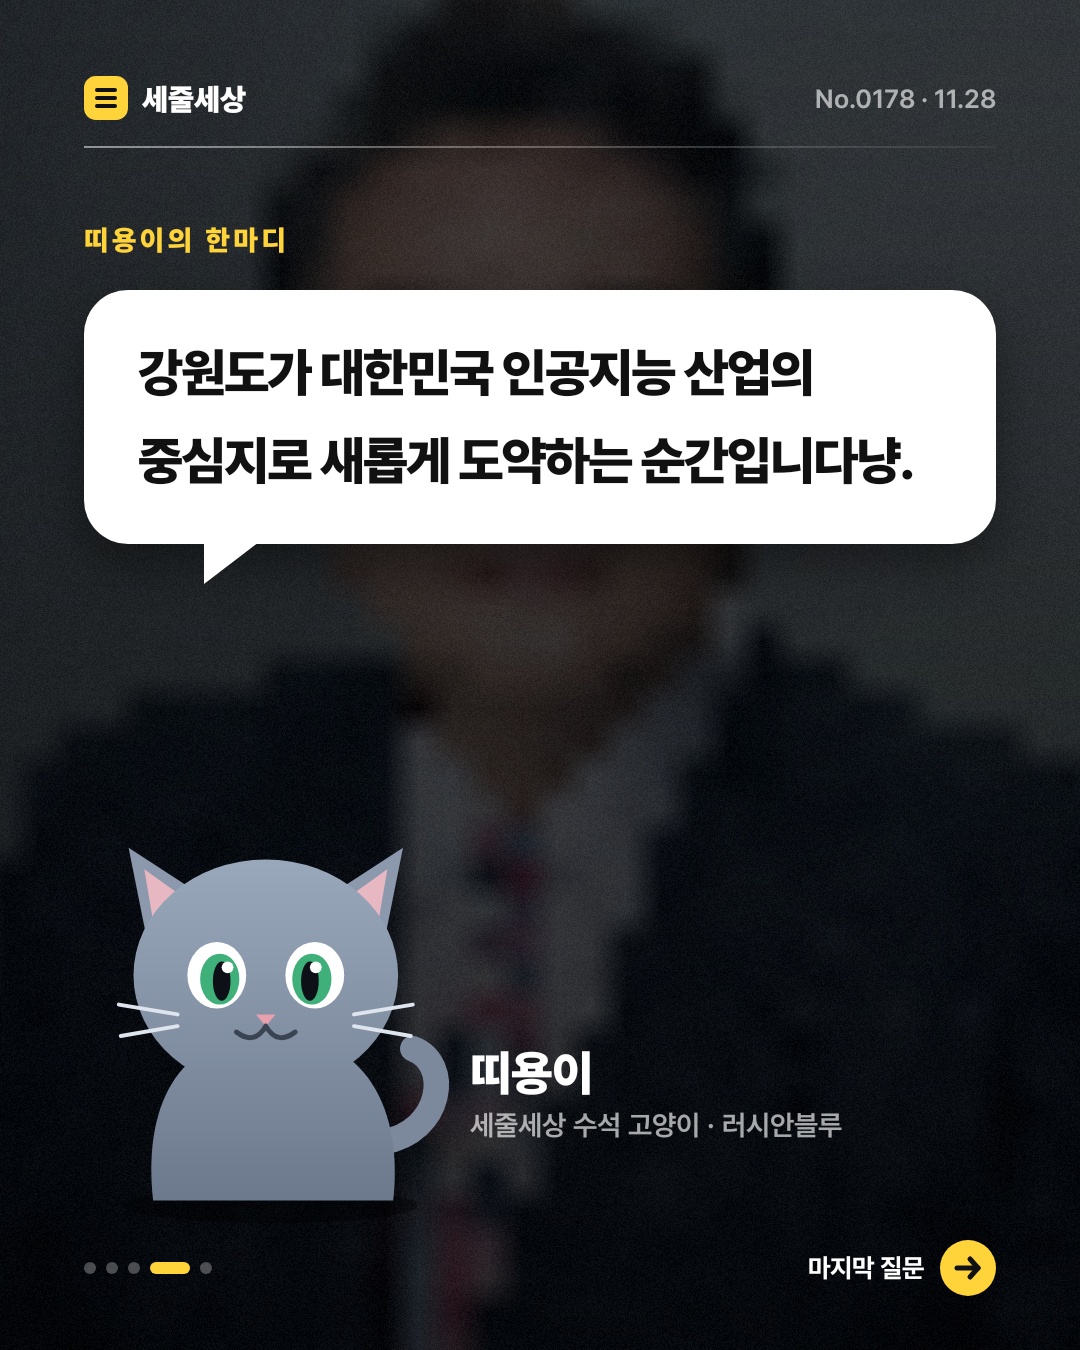 세줄세상
No.0178 · 11.28
띠용이의 한마디
강원도가 대한민국 인공지능 산업의
중심지로 새롭게 도약하는 순간입니다냥.
띠용이
세줄세상 수석 고양이 · 러시안블루
마지막 질문